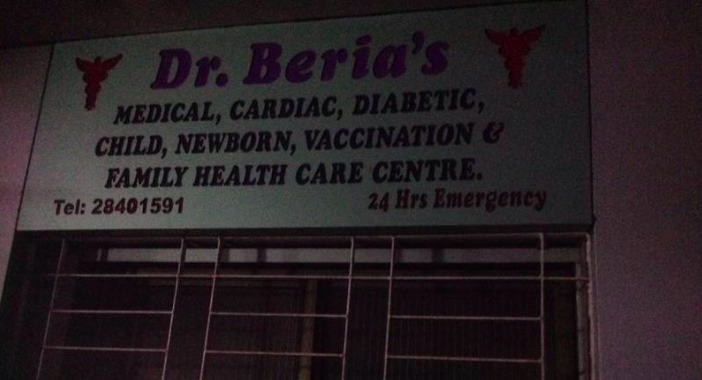 Dr. Beria's
MEDICAL, CARDIAC, DIABETIC,
CHILD, NEWBORN, VACCINATION &
FAMILY HEALTH CARE CENTRE.
Tel: 28401591 24 Hrs Emergency